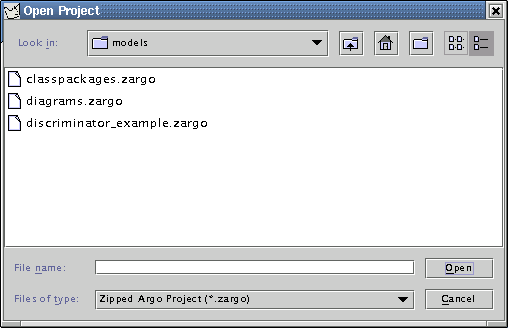 Open Project
Look in: models
classpackages.zargo
diagrams.zargo
discriminator_example.zargo
File name: Open
Files of type: Zipped Argo Project (*.zargo) Cancel